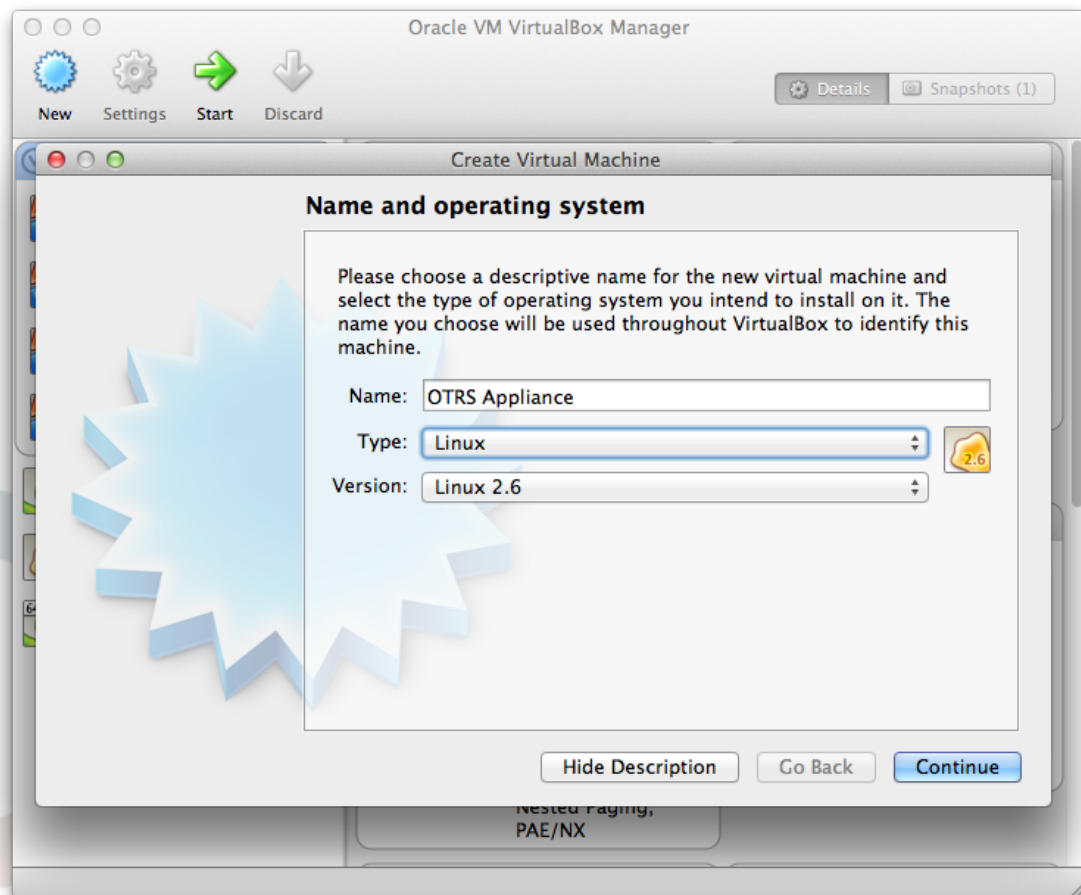 Oracle VM VirtualBox Manager
New
Settings
Start
Discard
Details
Snapshots (1)
Create Virtual Machine
Name and operating system
Please choose a descriptive name for the new virtual machine and
select the type of operating system you intend to install on it. The
name you choose will be used throughout VirtualBox to identify this
machine.
Name: OTRS Appliance
Type: Linux
2.6
Version: Linux 2.6
Hide Description
Go Back
Continue
Nested Paging,
PAE/NX